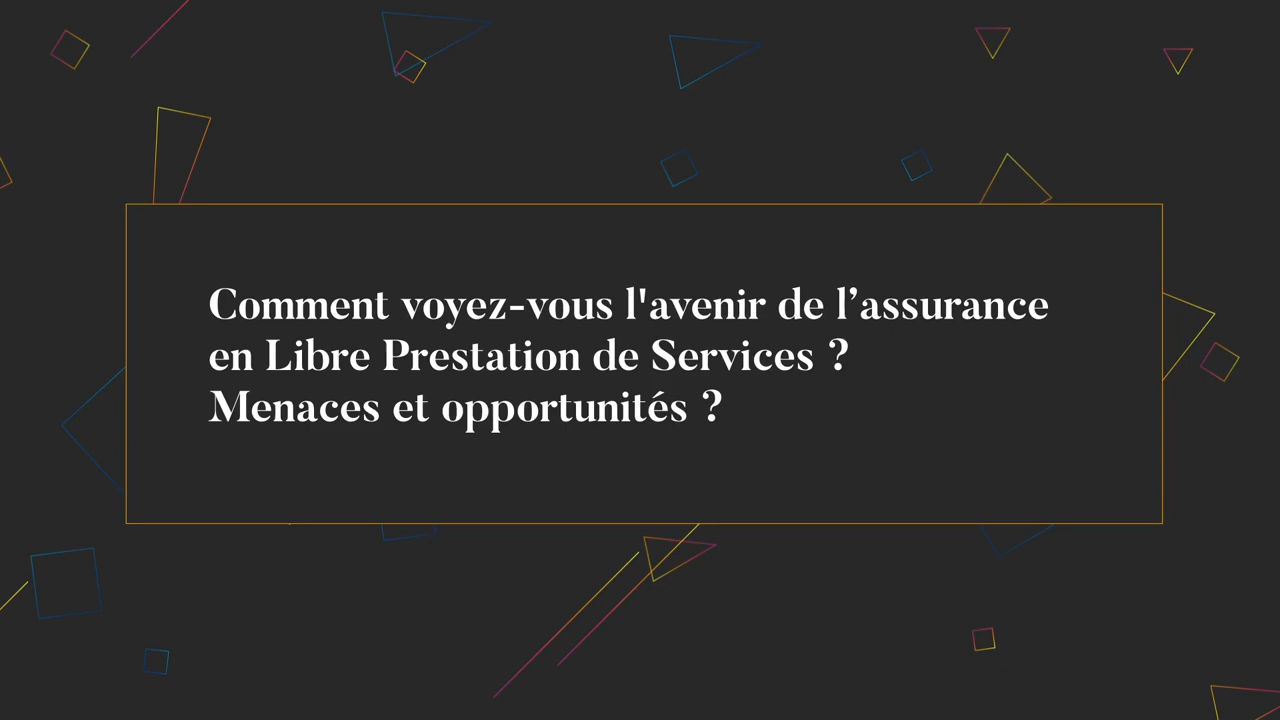 Comment voyez-vous l'avenir de l’assurance
en Libre Prestation de Services ?
Menaces et opportunités ?